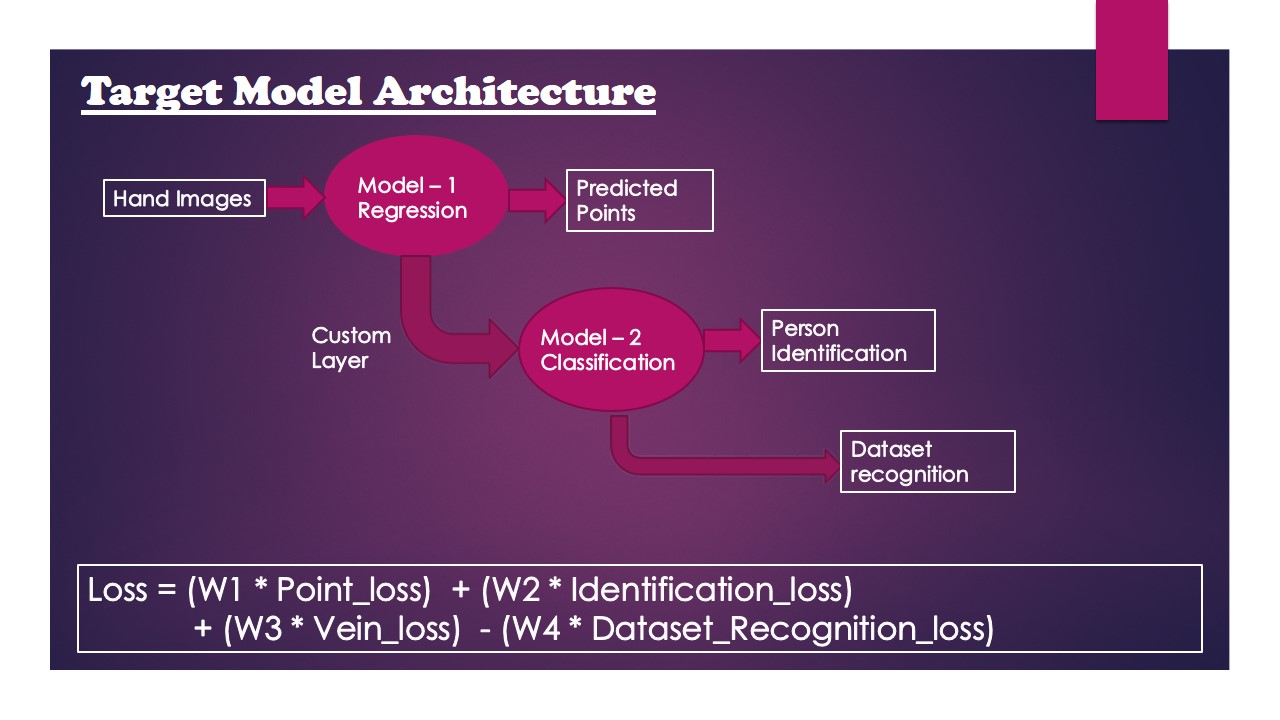 Target Model Architecture
Hand Images
Model – 1
Regression
Predicted
Points
Custom
Layer
Model – 2
Classification
Person
Identification
Dataset
recognition
Loss = (W1 * Point_loss)  + (W2 * Identification_loss)
+ (W3 * Vein_loss)  - (W4 * Dataset_Recognition_loss)